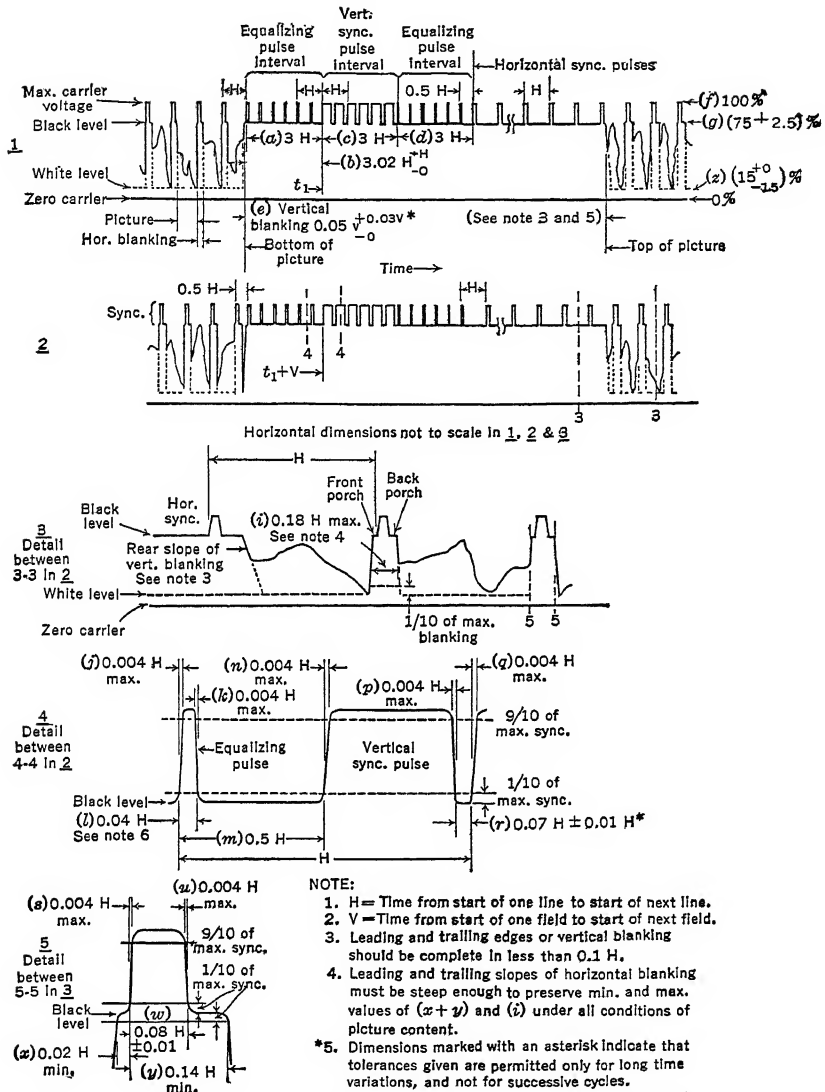 Vert.
Equalizing sync. Equalizing
pulse pulse pulse
interval interval interval
Horizontal sync. pulses
H H H 0.5 H H
Max. carrier
voltage
Black level
1
White level
Zero carrier
Picture
Hor. blanking
(a) 3 H (c) 3 H (d) 3 H
(b) 3.02 H +H -0
t₁
(e) Vertical
blanking 0.05 v +0.03V * -0
Bottom of
picture
(See note 3 and 5)
Top of picture
(f) 100%
(g) (75 + 2.5) %
(z) (15 +0 -15) %
0%
Time
0.5 H H
Sync.
2
4 4
t₁+V
3 3
Horizontal dimensions not to scale in 1, 2 & 3
H
Black
level
Hor.
sync.
Front
porch
Back
porch
(i) 0.18 H max.
See note 4
3
Detail
between
3-3 in 2
Rear slope of
vert. blanking
See note 3
White level
Zero carrier
1/10 of max.
blanking
5 5
(j) 0.004 H
max.
(n) 0.004 H
max.
(q) 0.004 H
max.
(k) 0.004 H
max.
(p) 0.004 H
max.
4
Detail
between
4-4 in 2
Equalizing
pulse
Vertical
sync. pulse
9/10 of
max. sync.
1/10 of
max. sync.
Black level
(l) 0.04 H
See note 6
(m) 0.5 H
(r) 0.07 H ± 0.01 H*
H
(s) 0.004 H
max.
(u) 0.004 H
max.
5
Detail
between
5-5 in 3
9/10 of
max. sync.
1/10 of
max. sync.
Black
level
(w)
0.08 H
±0.01
(x) 0.02 H
min.
(y) 0.14 H
min.
NOTE:
1. H = Time from start of one line to start of next line.
2. V = Time from start of one field to start of next field.
3. Leading and trailing edges or vertical blanking
should be complete in less than 0.1 H.
4. Leading and trailing slopes of horizontal blanking
must be steep enough to preserve min. and max.
values of (x + y) and (i) under all conditions of
picture content.
*5. Dimensions marked with an asterisk indicate that
tolerances given are permitted only for long time
variations, and not for successive cycles.